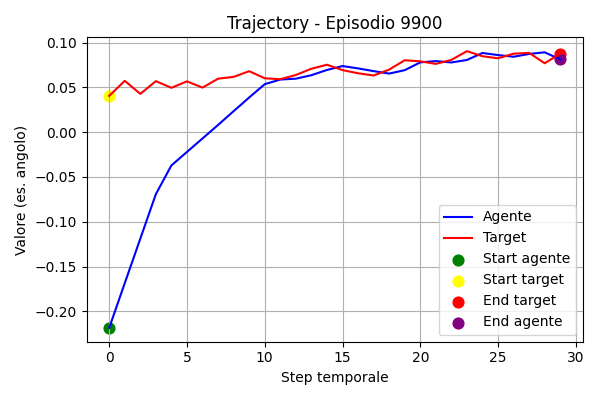 Trajectory - Episodio 9900
Valore (es. angolo)
0.10
0.05
0.00
−0.05
−0.10
−0.15
−0.20
Agente
Target
Start agente
Start target
End target
End agente
0 5 10 15 20 25 30
Step temporale